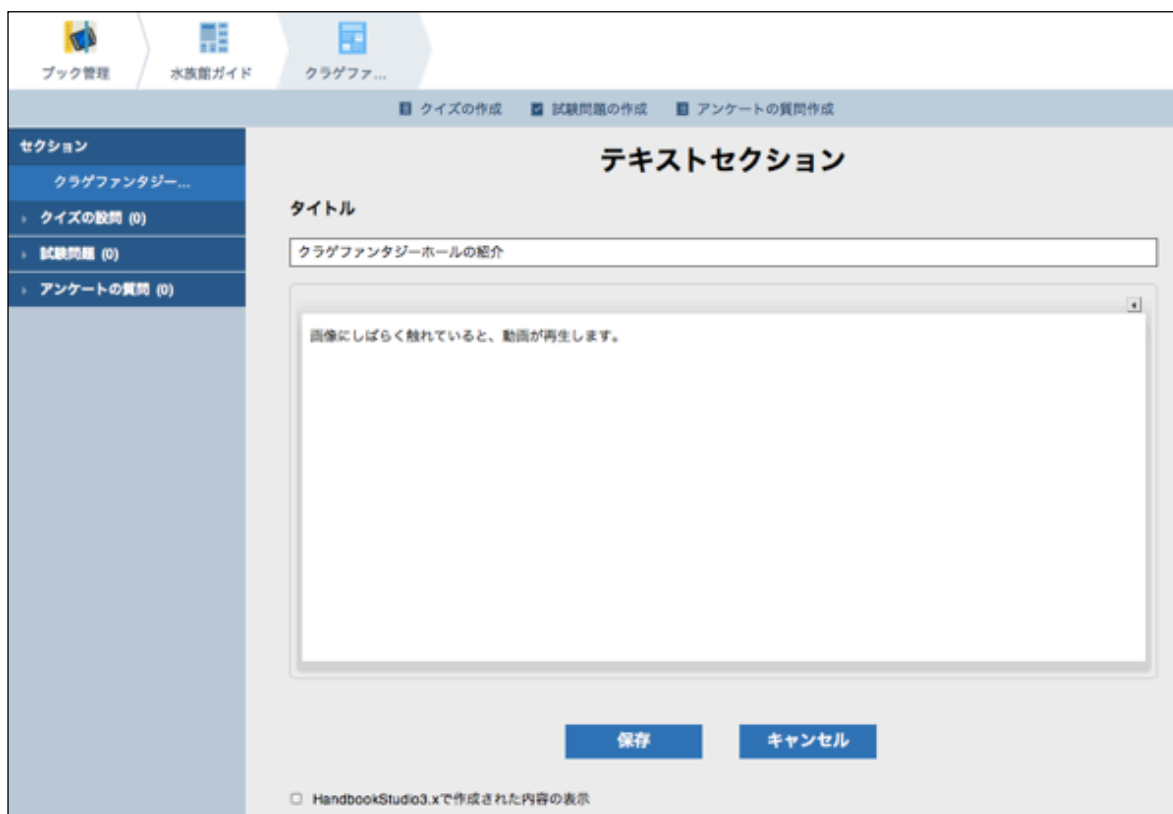 ブック管理
水族館ガイド
クラゲファ...
クイズの作成
試験問題の作成
アンケートの質問作成
セクション
クラゲファンタジー...
クイズの設問 (0)
試験問題 (0)
アンケートの質問 (0)
テキストセクション
タイトル
クラゲファンタジーホールの紹介
画像にしばらく触れていると、動画が再生します。
保存
キャンセル
HandbookStudio3.xで作成された内容の表示